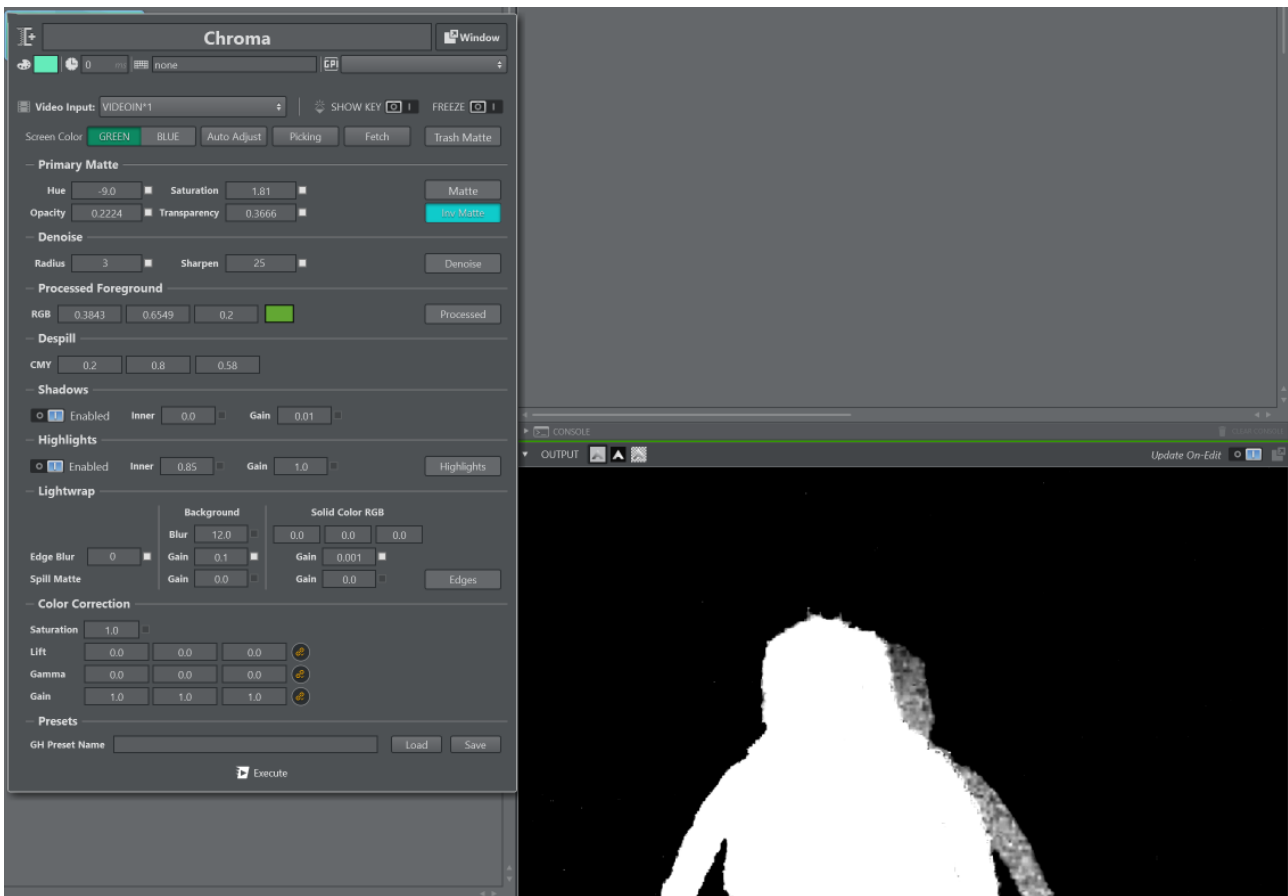 Chroma
Window
0 ms none GPI
Video Input: VIDEOIN*1 SHOW KEY FREEZE
Screen Color GREEN BLUE Auto Adjust Picking Fetch Trash Matte
Primary Matte
Hue -9.0 Saturation 1.81 Matte
Opacity 0.2224 Transparency 0.3666 Inv Matte
Denoise
Radius 3 Sharpen 25 Denoise
Processed Foreground
RGB 0.3843 0.6549 0.2 Processed
Despill
CMY 0.2 0.8 0.58
Shadows
Enabled Inner 0.0 Gain 0.01
Highlights
Enabled Inner 0.85 Gain 1.0 Highlights
Lightwrap
Background Solid Color RGB
Blur 12.0 0.0 0.0 0.0
Edge Blur 0 Gain 0.1 Gain 0.001
Spill Matte Gain 0.0 Gain 0.0 Edges
Color Correction
Saturation 1.0
Lift 0.0 0.0 0.0
Gamma 0.0 0.0 0.0
Gain 1.0 1.0 1.0
Presets
GH Preset Name Load Save
Execute
CONSOLE
OUTPUT Update On-Edit